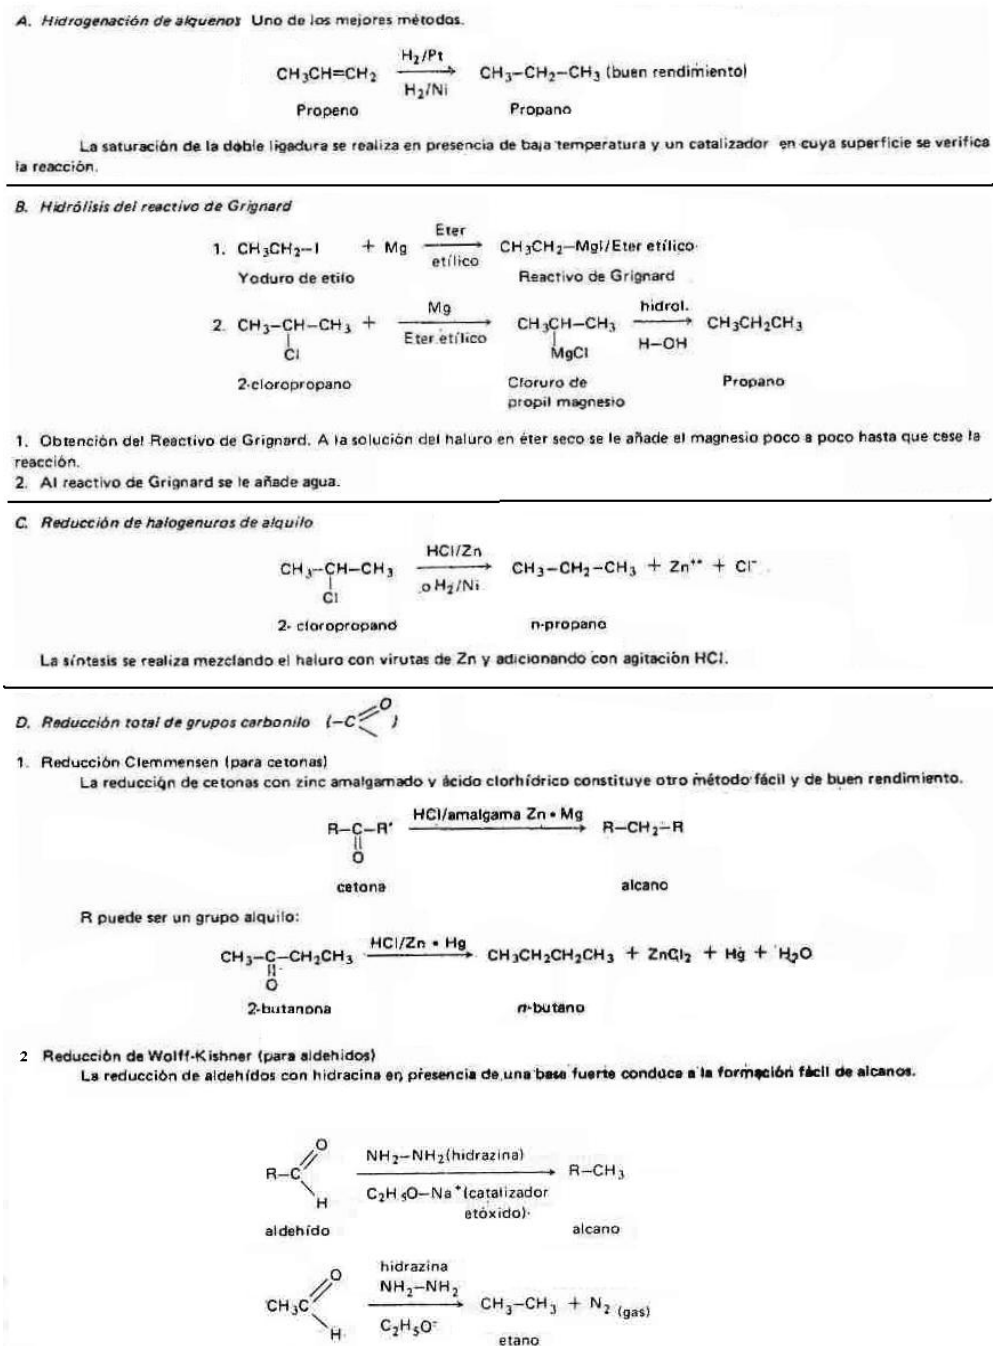 A. Hidrogenación de alquenos Uno de los mejores métodos.
CH₃CH=CH₂ H₂/Pt H₂/Ni CH₃–CH₂–CH₃ (buen rendimiento)
Propeno Propano
La saturación de la doble ligadura se realiza en presencia de baja temperatura y un catalizador en cuya superficie se verifica
la reacción.
B. Hidrólisis del reactivo de Grignard
1. CH₃CH₂–I + Mg Eter etílico CH₃CH₂–MgI/Eter etílico
Yoduro de etilo Reactivo de Grignard
2. CH₃–CH–CH₃ + Mg Eter etílico CH₃CH–CH₃ hidrol. H–OH CH₃CH₂CH₃
Cl MgCl
2-cloropropano Cloruro de Propano
propil magnesio
1. Obtención del Reactivo de Grignard. A la solución del haluro en éter seco se le añade el magnesio poco a poco hasta que cese la
reacción.
2. Al reactivo de Grignard se le añade agua.
C. Reducción de halogenuros de alquilo
CH₃–CH–CH₃ HCl/Zn o H₂/Ni CH₃–CH₂–CH₃ + Zn⁺⁺ + Cl⁻
Cl
2- cloropropano n-propano
La síntesis se realiza mezclando el haluro con virutas de Zn y adicionando con agitación HCl.
D. Reducción total de grupos carbonilo (–C=O)
1. Reducción Clemmensen (para cetonas)
La reducción de cetonas con zinc amalgamado y ácido clorhídrico constituye otro método fácil y de buen rendimiento.
R–C–R' HCl/amalgama Zn • Mg R–CH₂–R
O
cetona alcano
R puede ser un grupo alquilo:
CH₃–C–CH₂CH₃ HCl/Zn • Hg CH₃CH₂CH₂CH₃ + ZnCl₂ + Hg + H₂O
O
2-butanona n-butano
2 Reducción de Wolff-Kishner (para aldehidos)
La reducción de aldehídos con hidracina en presencia de una base fuerte conduce a la formación fácil de alcanos.
O
R–C NH₂–NH₂(hidrazina) R–CH₃
H C₂H₅O–Na⁺(catalizador
etóxido)
aldehído alcano
O hidrazina
CH₃C NH₂–NH₂ CH₃–CH₃ + N₂ (gas)
H C₂H₅O⁻
etano